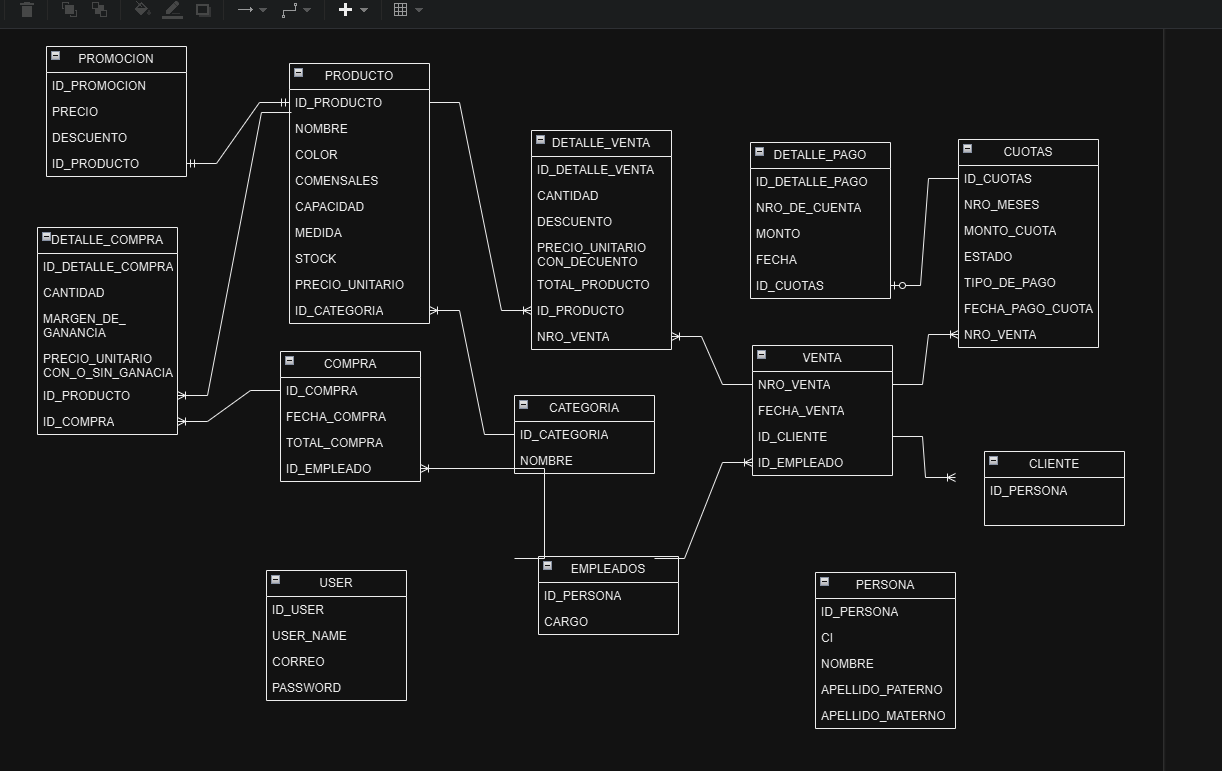 PROMOCION
ID_PROMOCION
PRECIO
DESCUENTO
ID_PRODUCTO
PRODUCTO
ID_PRODUCTO
NOMBRE
COLOR
COMENSALES
CAPACIDAD
MEDIDA
STOCK
PRECIO_UNITARIO
ID_CATEGORIA
DETALLE_VENTA
ID_DETALLE_VENTA
CANTIDAD
DESCUENTO
PRECIO_UNITARIO
CON_DECUENTO
TOTAL_PRODUCTO
ID_PRODUCTO
NRO_VENTA
DETALLE_PAGO
ID_DETALLE_PAGO
NRO_DE_CUENTA
MONTO
FECHA
ID_CUOTAS
CUOTAS
ID_CUOTAS
NRO_MESES
MONTO_CUOTA
ESTADO
TIPO_DE_PAGO
FECHA_PAGO_CUOTA
NRO_VENTA
DETALLE_COMPRA
ID_DETALLE_COMPRA
CANTIDAD
MARGEN_DE_
GANANCIA
PRECIO_UNITARIO
CON_O_SIN_GANACIA
ID_PRODUCTO
ID_COMPRA
COMPRA
ID_COMPRA
FECHA_COMPRA
TOTAL_COMPRA
ID_EMPLEADO
CATEGORIA
ID_CATEGORIA
NOMBRE
VENTA
NRO_VENTA
FECHA_VENTA
ID_CLIENTE
ID_EMPLEADO
CLIENTE
ID_PERSONA
USER
ID_USER
USER_NAME
CORREO
PASSWORD
EMPLEADOS
ID_PERSONA
CARGO
PERSONA
ID_PERSONA
CI
NOMBRE
APELLIDO_PATERNO
APELLIDO_MATERNO